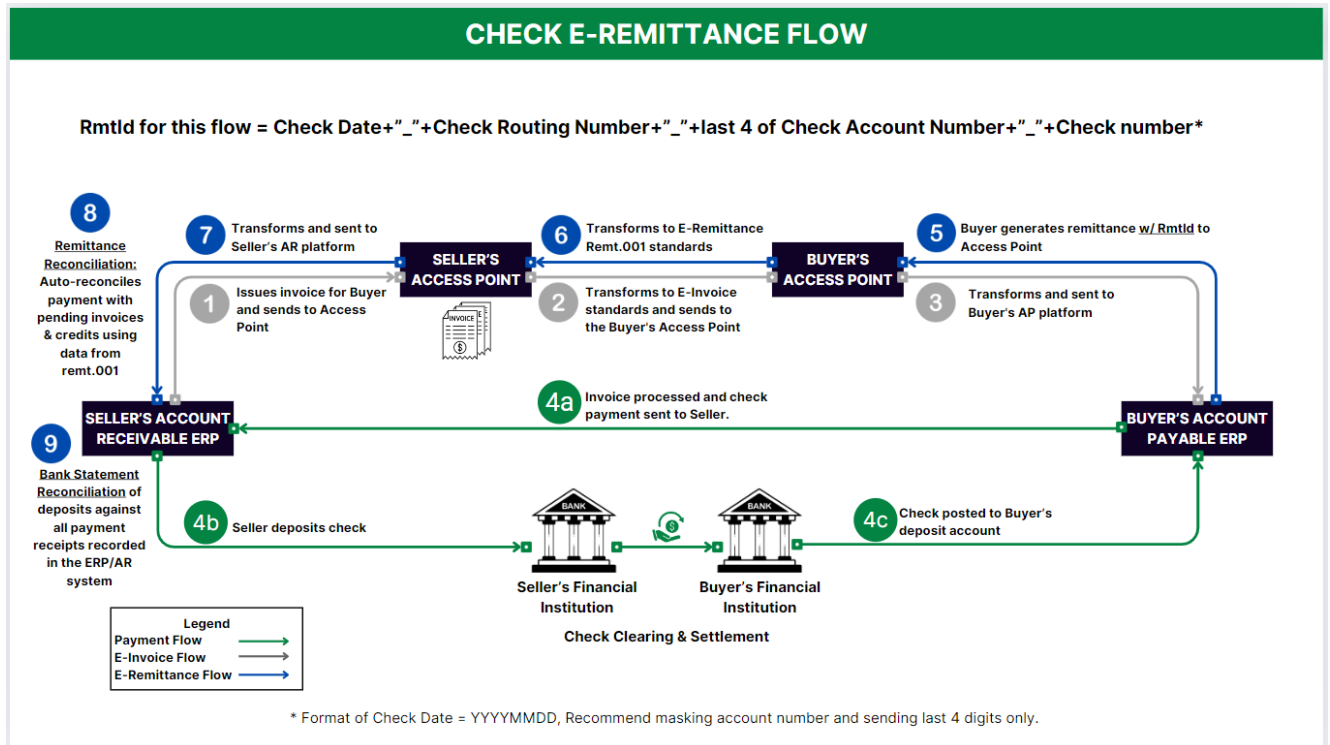 CHECK E-REMITTANCE FLOW
RmtId for this flow = Check Date+”_”+Check Routing Number+”_”+last 4 of Check Account Number+”_”+Check number*
8
Remittance
Reconciliation:
Auto-reconciles
payment with
pending invoices
& credits using
data from
remt.001
7
Transforms and sent to
Seller’s AR platform
SELLER’S
ACCESS POINT
6
Transforms to E-Remittance
Remt.001 standards
BUYER’S
ACCESS POINT
5
Buyer generates remittance w/ RmtId to
Access Point
1
Issues invoice for Buyer
and sends to Access
Point
INVOICE
$
2
Transforms to E-Invoice
standards and sends to
the Buyer's Access Point
3
Transforms and sent to
Buyer's AP platform
4a
Invoice processed and check
payment sent to Seller.
SELLER’S ACCOUNT
RECEIVABLE ERP
BUYER’S ACCOUNT
PAYABLE ERP
9
Bank Statement
Reconciliation of
deposits against
all payment
receipts recorded
in the ERP/AR
system
4b
Seller deposits check
BANK
$
BANK
4c
Check posted to Buyer’s
deposit account
Seller’s Financial
Institution
Buyer’s Financial
Institution
Check Clearing & Settlement
Legend
Payment Flow
E-Invoice Flow
E-Remittance Flow
* Format of Check Date = YYYYMMDD, Recommend masking account number and sending last 4 digits only.